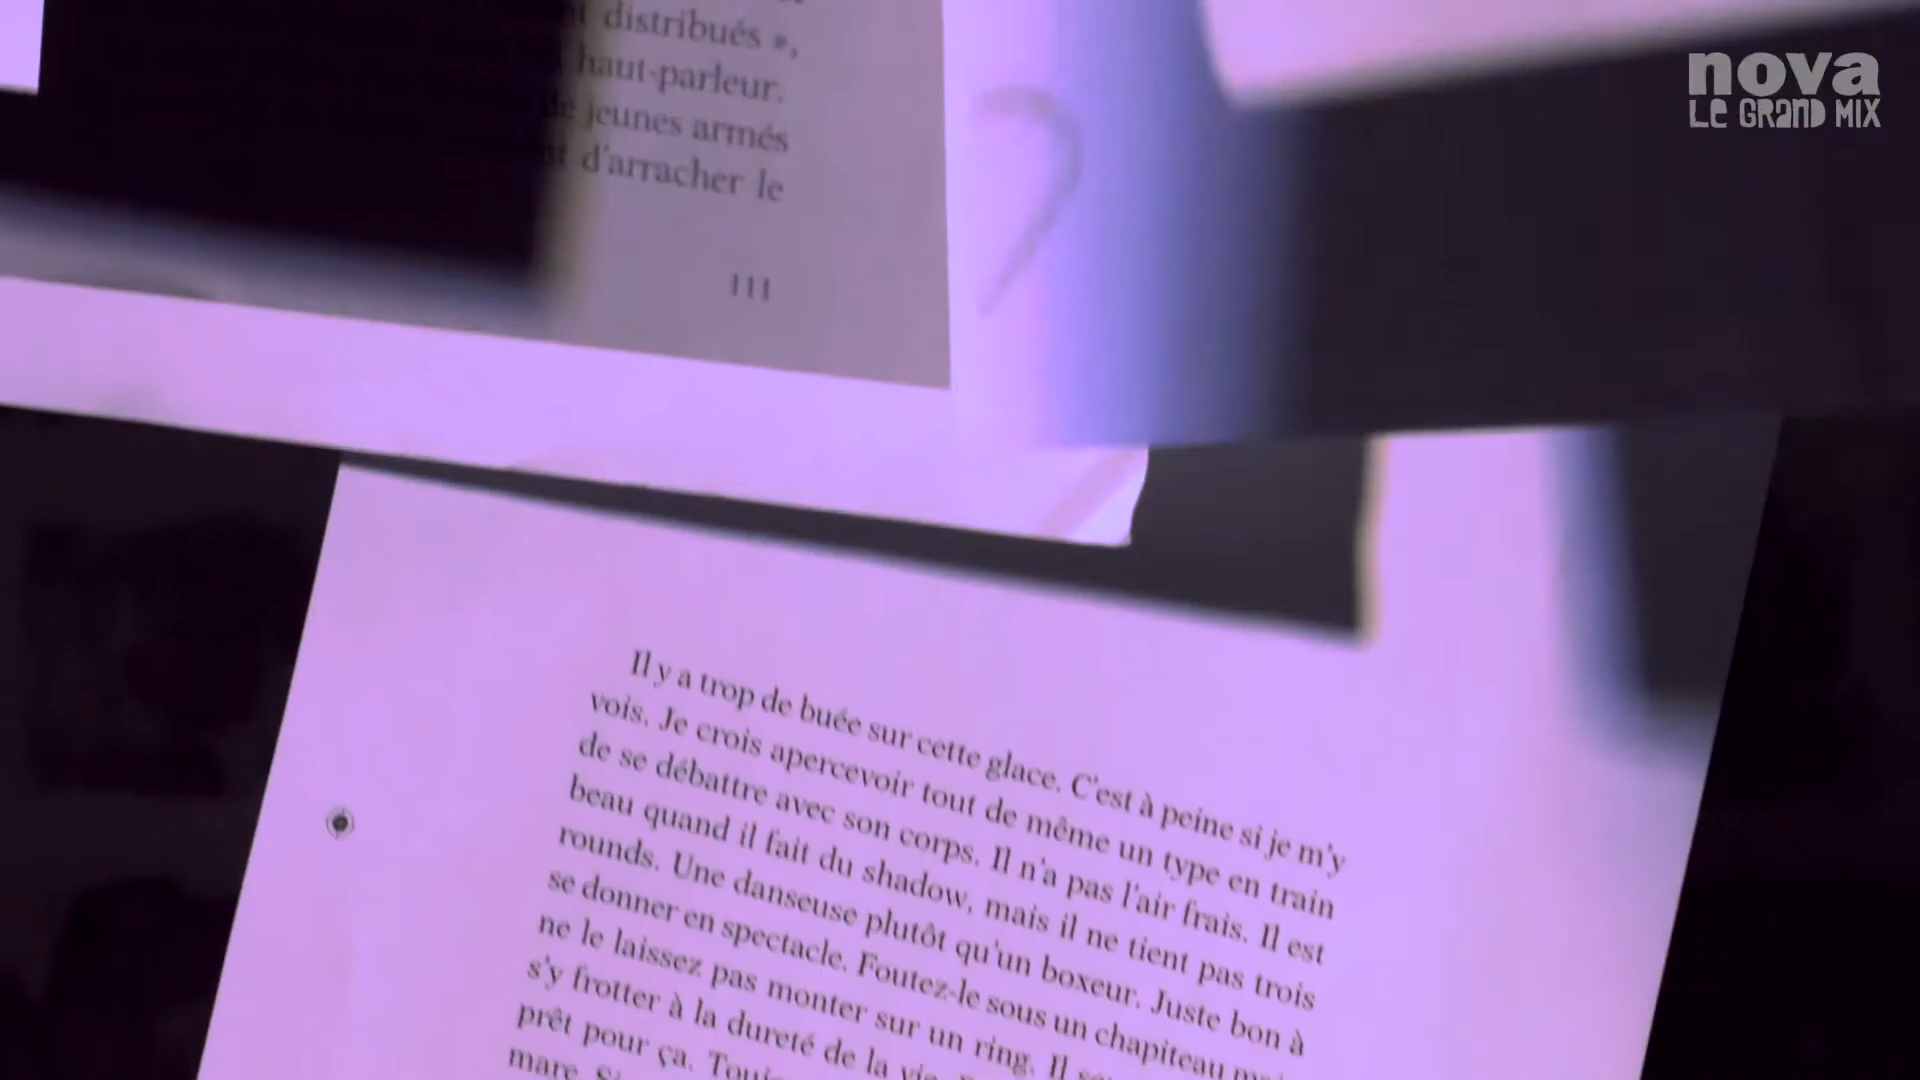 distribués »,
haut-parleur.
jeunes armés
d'arracher le
111
nova
LE GRAND MIX
Il y a trop de buée sur cette glace. C'est à peine si je m'y
vois. Je crois apercevoir tout de même un type en train
de se débattre avec son corps. Il n'a pas l'air frais. Il est
beau quand il fait du shadow, mais il ne tient pas trois
rounds. Une danseuse plutôt qu'un boxeur. Juste bon à
se donner en spectacle. Foutez-le sous un chapiteau
ne le laissez pas monter sur un ring. Il
s'y frotter à la dureté de la vie.
prêt pour ça.
mare.